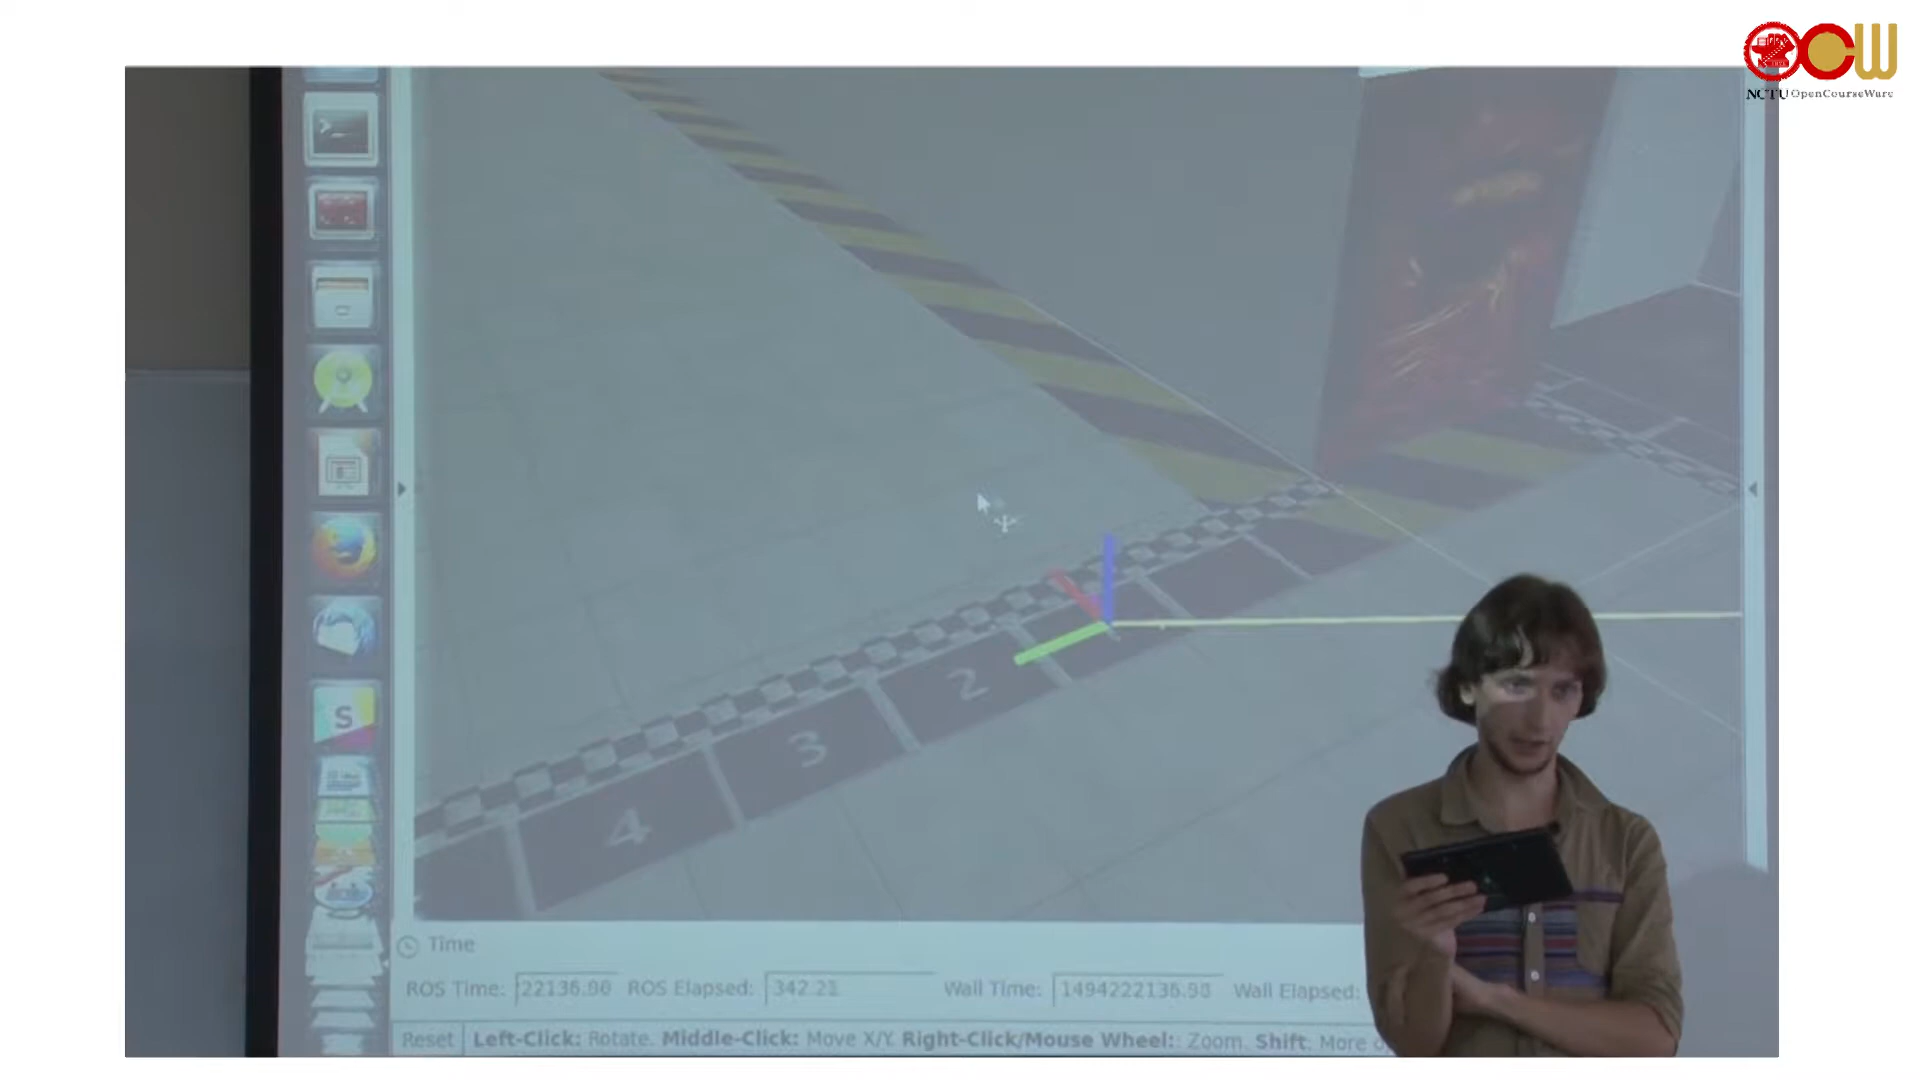 OCW
NCTU OpenCourseWare
S
2
3
4
Time
ROS Time: 22136.98 ROS Elapsed: 342.21 Wall Time: 1494222136.98 Wall Elapsed:
Reset Left-Click: Rotate. Middle-Click: Move X/Y. Right-Click/Mouse Wheel:: Zoom. Shift: More